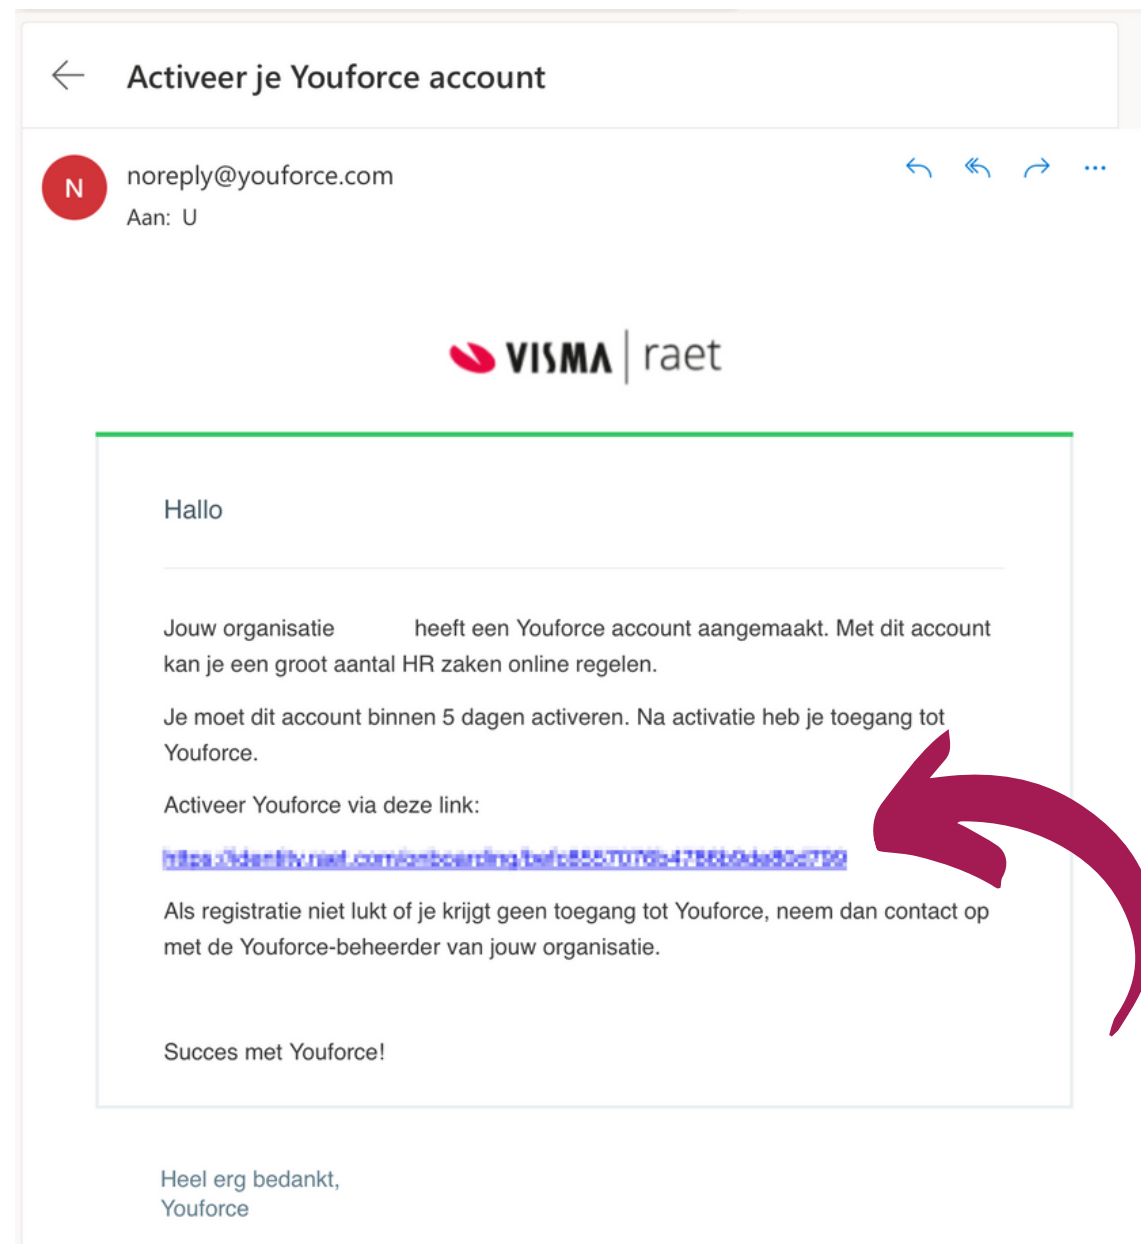 Activeer je Youforce account
N
noreply@youforce.com
Aan: U
VISMA | raet
Hallo
Jouw organisatie heeft een Youforce account aangemaakt. Met dit account
kan je een groot aantal HR zaken online regelen.
Je moet dit account binnen 5 dagen activeren. Na activatie heb je toegang tot
Youforce.
Activeer Youforce via deze link:
Als registratie niet lukt of je krijgt geen toegang tot Youforce, neem dan contact op
met de Youforce-beheerder van jouw organisatie.
Succes met Youforce!
Heel erg bedankt,
Youforce